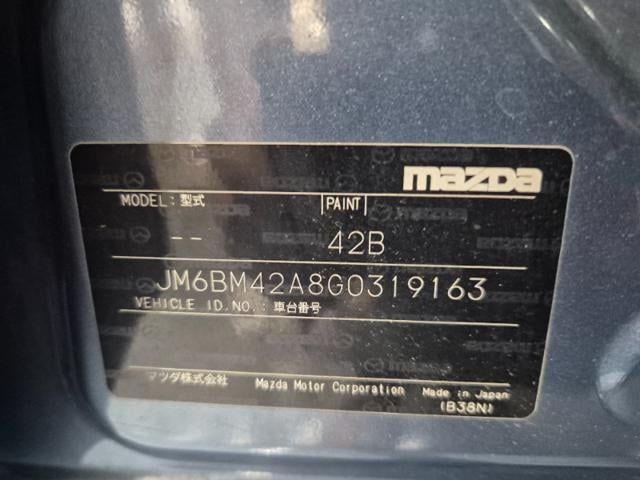 mazda
MODEL: 型式 |PAINT|
-- 42B
JM6BM42A8G0319163
VEHICLE ID.NO.: 車台番号
マツダ株式会社 Mazda Motor Corporation Made in Japan
(B38N)